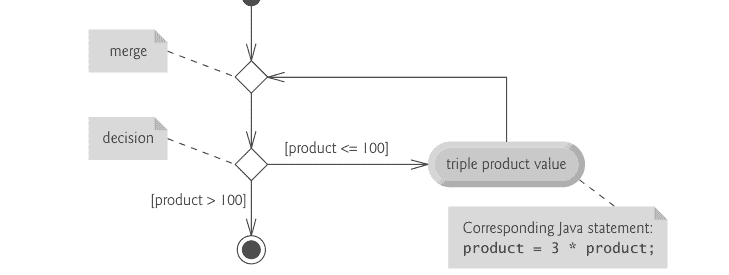 merge
decision
[product <= 100]
triple product value
[product > 100]
Corresponding Java statement:
product = 3 * product;